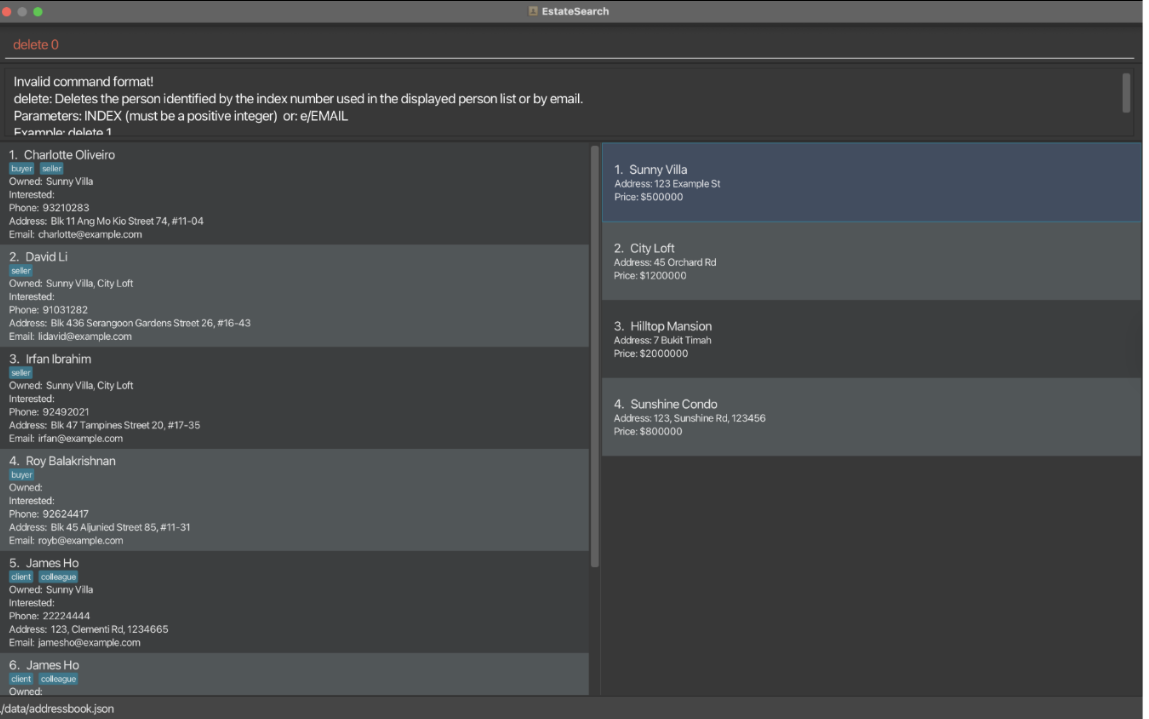 EstateSearch
delete 0
Invalid command format!
delete: Deletes the person identified by the index number used in the displayed person list or by email.
Parameters: INDEX (must be a positive integer) or: e/EMAIL
Example: delete 1
1. Charlotte Oliveiro
buyer seller
Owned: Sunny Villa
Interested:
Phone: 93210283
Address: Blk 11 Ang Mo Kio Street 74, #11-04
Email: charlotte@example.com
2. David Li
seller
Owned: Sunny Villa, City Loft
Interested:
Phone: 91031282
Address: Blk 436 Serangoon Gardens Street 26, #16-43
Email: lidavid@example.com
3. Irfan Ibrahim
seller
Owned: Sunny Villa, City Loft
Interested:
Phone: 92492021
Address: Blk 47 Tampines Street 20, #17-35
Email: irfan@example.com
4. Roy Balakrishnan
buyer
Owned:
Interested:
Phone: 92624417
Address: Blk 45 Aljunied Street 85, #11-31
Email: royb@example.com
5. James Ho
client colleague
Owned: Sunny Villa
Interested:
Phone: 22224444
Address: 123, Clementi Rd, 1234665
Email: jamesho@example.com
6. James Ho
client colleague
Owned:
1. Sunny Villa
Address: 123 Example St
Price: $500000
2. City Loft
Address: 45 Orchard Rd
Price: $1200000
3. Hilltop Mansion
Address: 7 Bukit Timah
Price: $2000000
4. Sunshine Condo
Address: 123, Sunshine Rd, 123456
Price: $800000
./data/addressbook.json